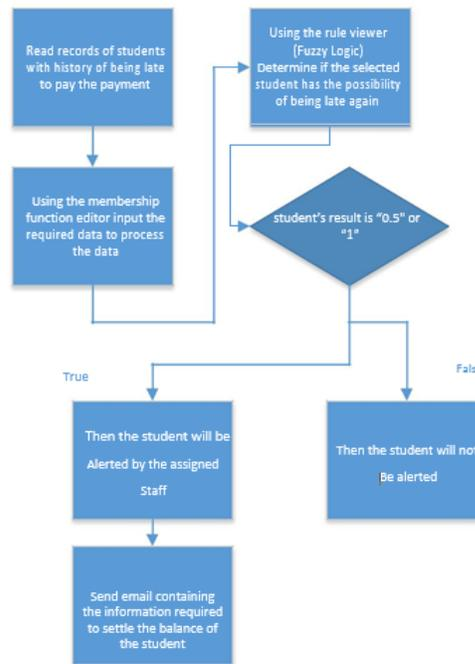 Read records of students
with history of being late
to pay the payment
Using the membership
function editor input the
required data to process
the data
Using the rule viewer
(Fuzzy Logic)
Determine if the selected
student has the possibility
of being late again
student's result is "0.5" or
"1"
True
Fals
Then the student will be
Alerted by the assigned
Staff
Then the student will not
Be alerted
Send email containing
the information required
to settle the balance of
the student